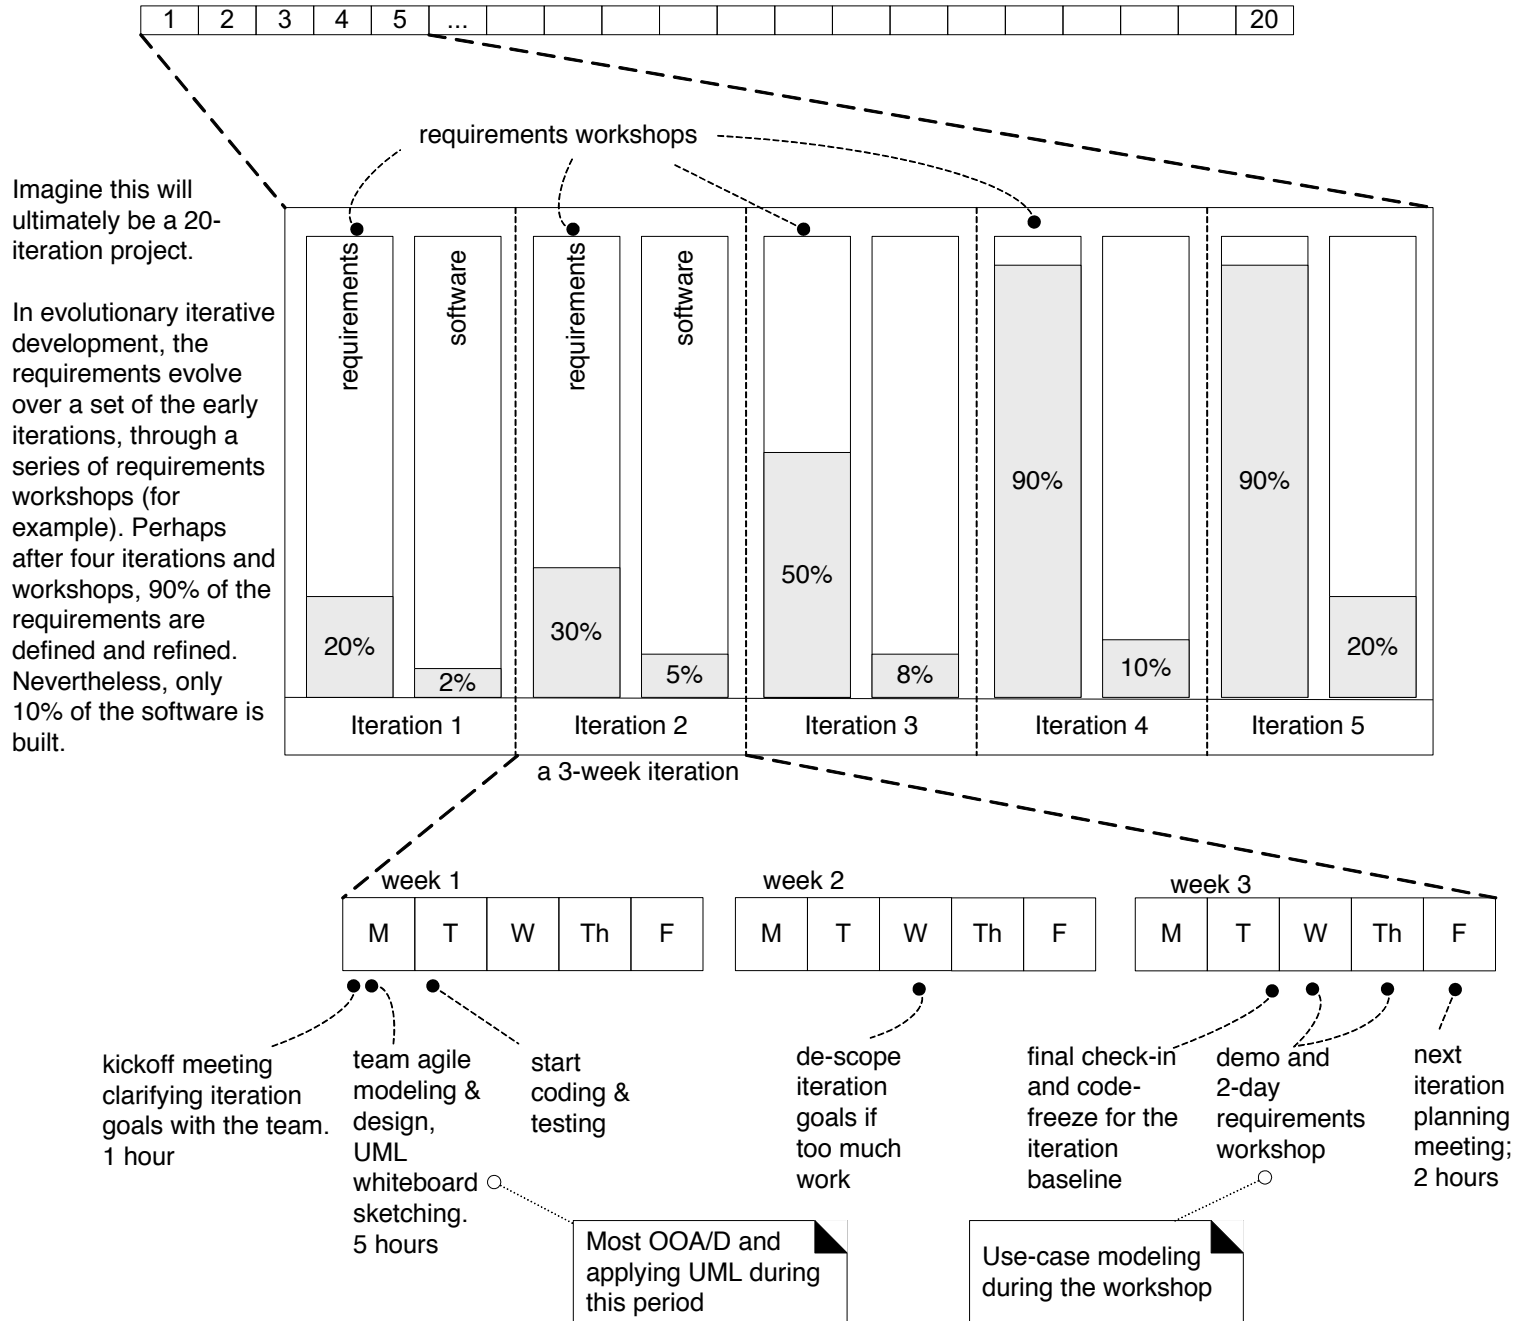 1 2 3 4 5 ... 20
requirements workshops
Imagine this will
ultimately be a 20-
iteration project.
In evolutionary iterative
development, the
requirements evolve
over a set of the early
iterations, through a
series of requirements
workshops (for
example). Perhaps
after four iterations and
workshops, 90% of the
requirements are
defined and refined.
Nevertheless, only
10% of the software is
built.
requirements
software
requirements
software
20%
2%
30%
5%
50%
8%
90%
10%
90%
20%
Iteration 1
Iteration 2
Iteration 3
Iteration 4
Iteration 5
a 3-week iteration
week 1
M T W Th F
week 2
M T W Th F
week 3
M T W Th F
kickoff meeting
clarifying iteration
goals with the team.
1 hour
team agile
modeling &
design,
UML
whiteboard
sketching.
5 hours
start
coding &
testing
de-scope
iteration
goals if
too much
work
final check-in
and code-
freeze for the
iteration
baseline
demo and
2-day
requirements
workshop
next
iteration
planning
meeting;
2 hours
Most OOA/D and
applying UML during
this period
Use-case modeling
during the workshop